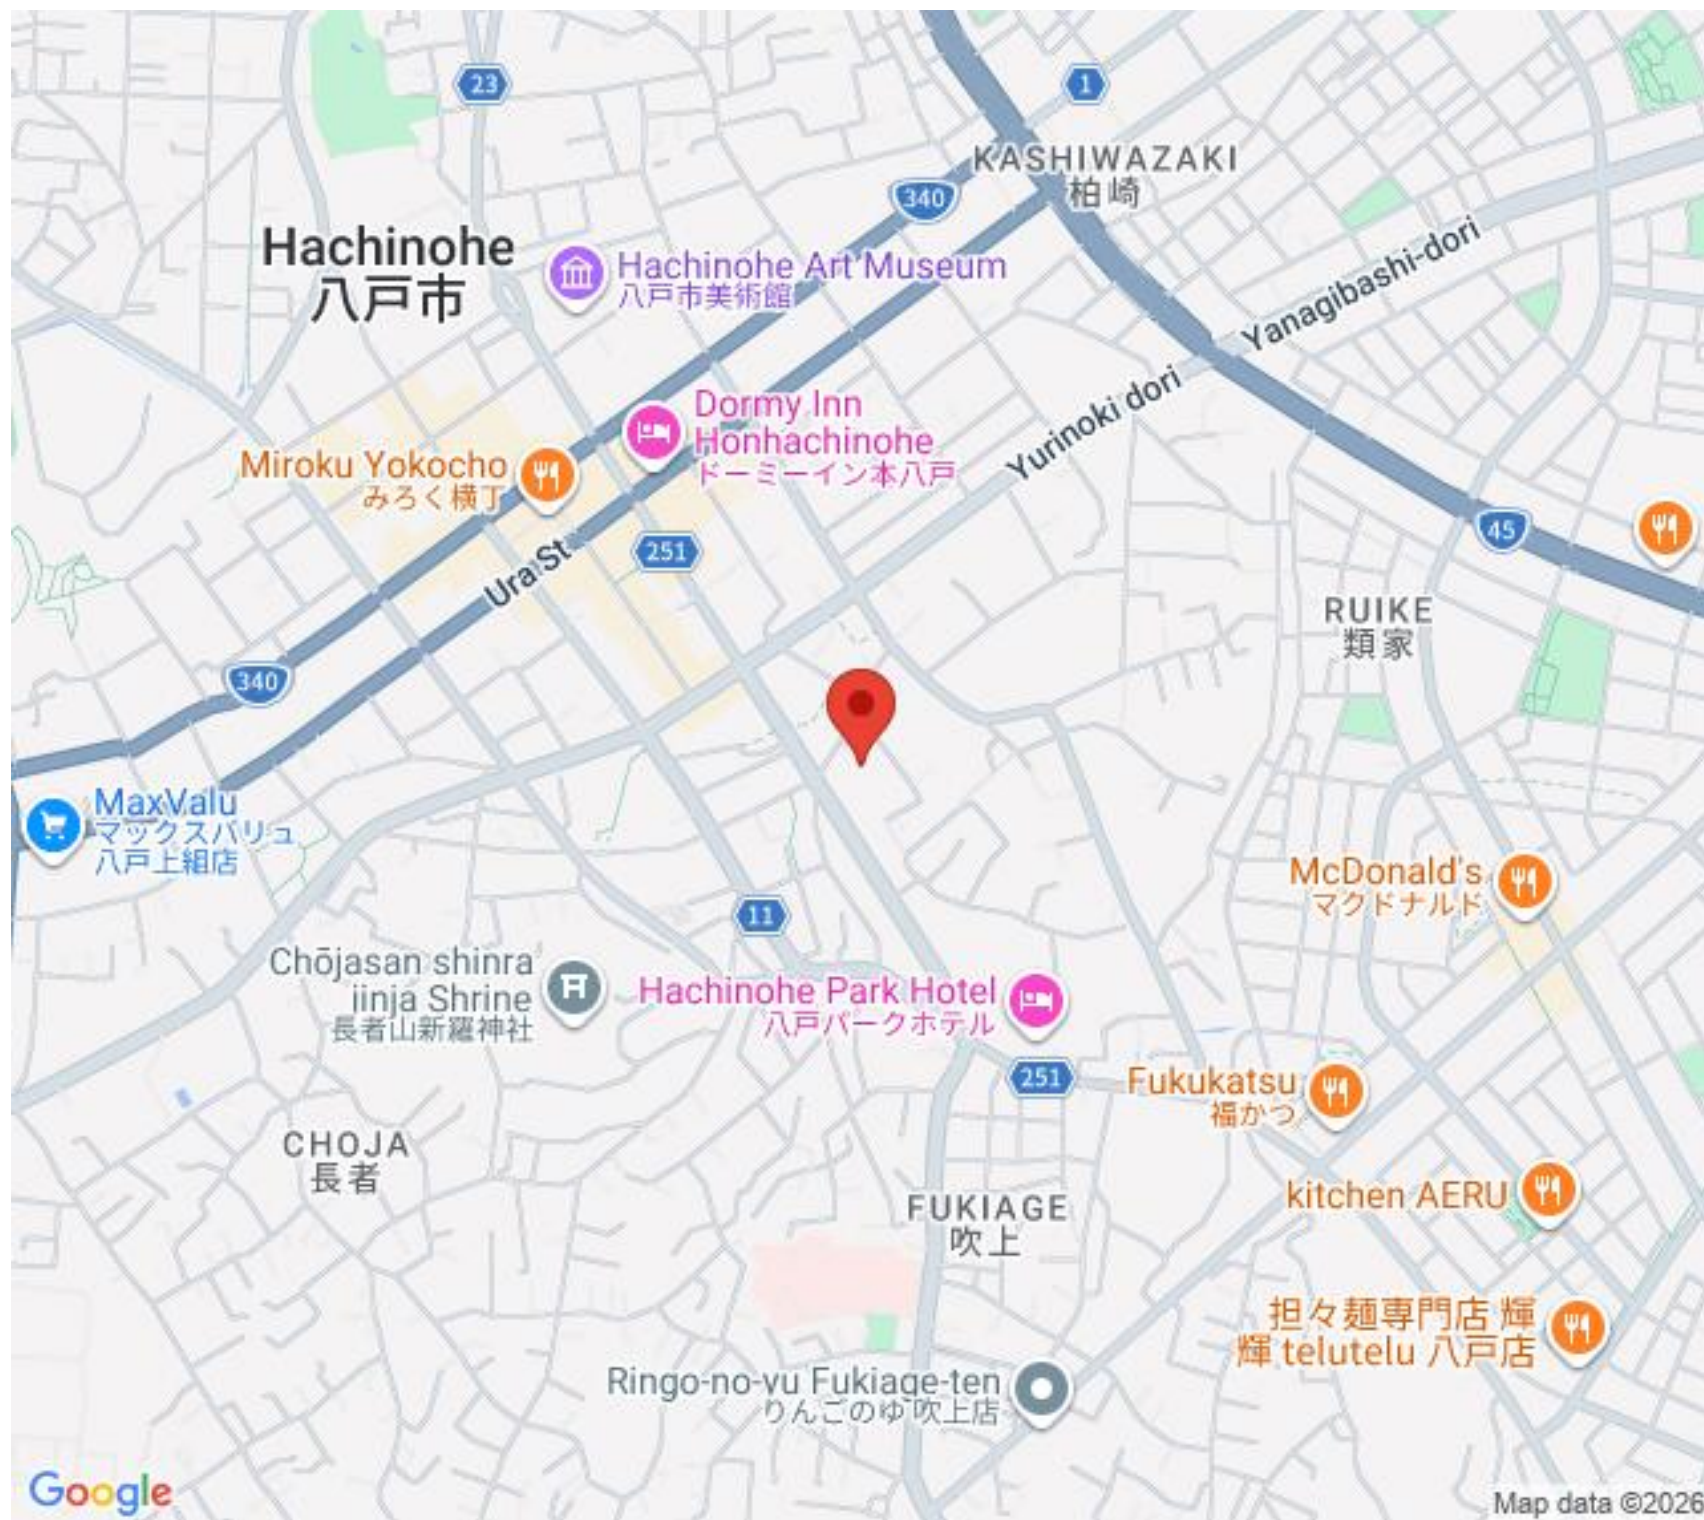 23
1
KASHIWAZAKI
柏崎
340
Hachinohe
八戸市
Hachinohe Art Museum
八戸市美術館
Yanagibashi-dori
Yurinoki dori
Dormy Inn
Honhachinohe
ドーミーイン本八戸
Miroku Yokocho
みろく横丁
45
251
Ura St
RUIKE
類家
340
MaxValu
マックスバリュ
八戸上組店
McDonald's
マクドナルド
11
Chōjasan shinra
jinja Shrine
長者山新羅神社
Hachinohe Park Hotel
八戸パークホテル
251
Fukukatsu
福かつ
CHOJA
長者
kitchen AERU
FUKIAGE
吹上
担々麺専門店 輝
輝 telutelu 八戸店
Ringo-no-yu Fukiage-ten
りんごのゆ 吹上店
Google
Map data ©2026